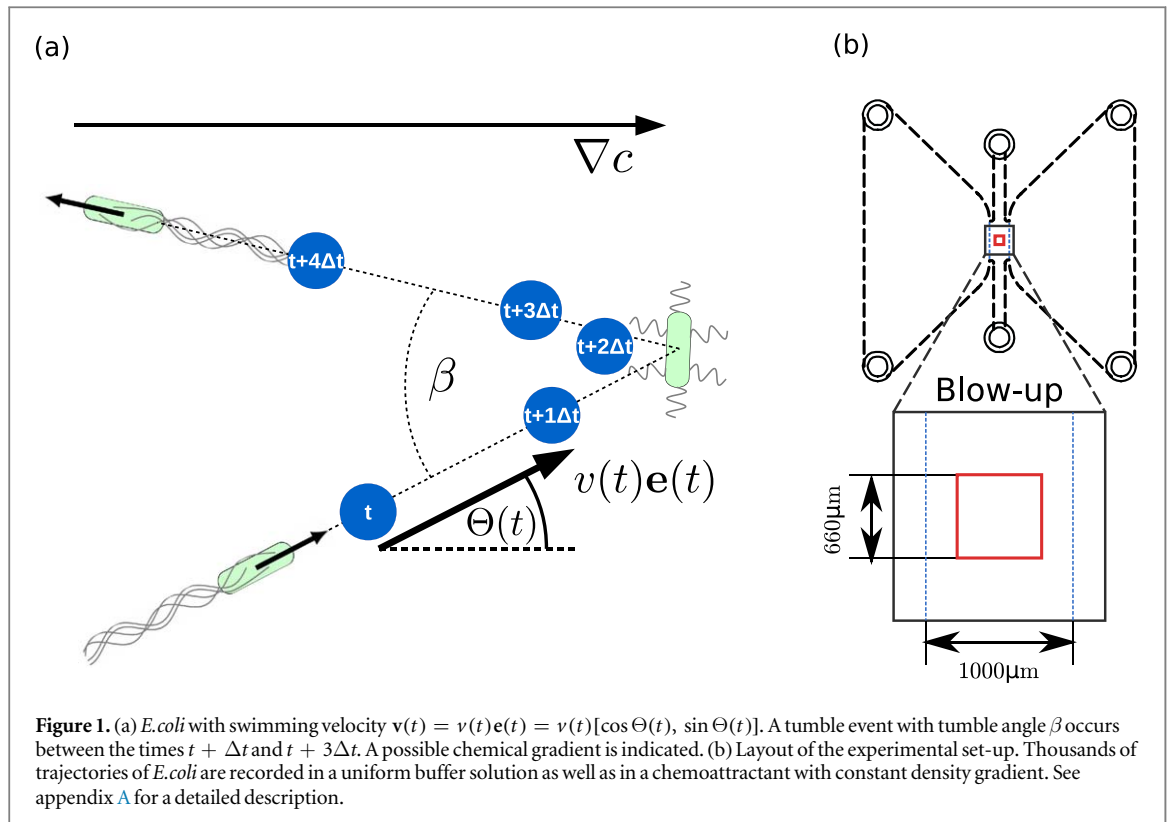 (a)
(b)
∇c
t+4Δt
t+3Δt
t+2Δt
β
t+1Δt
v(t)e(t)
t
Θ(t)
Blow-up
660μm
1000μm
Figure 1. (a) E.coli with swimming velocity v(t) = v(t)e(t) = v(t)[cos Θ(t), sin Θ(t)]. A tumble event with tumble angle β occurs
between the times t + Δt and t + 3Δt. A possible chemical gradient is indicated. (b) Layout of the experimental set-up. Thousands of
trajectories of E.coli are recorded in a uniform buffer solution as well as in a chemoattractant with constant density gradient. See
appendix A for a detailed description.